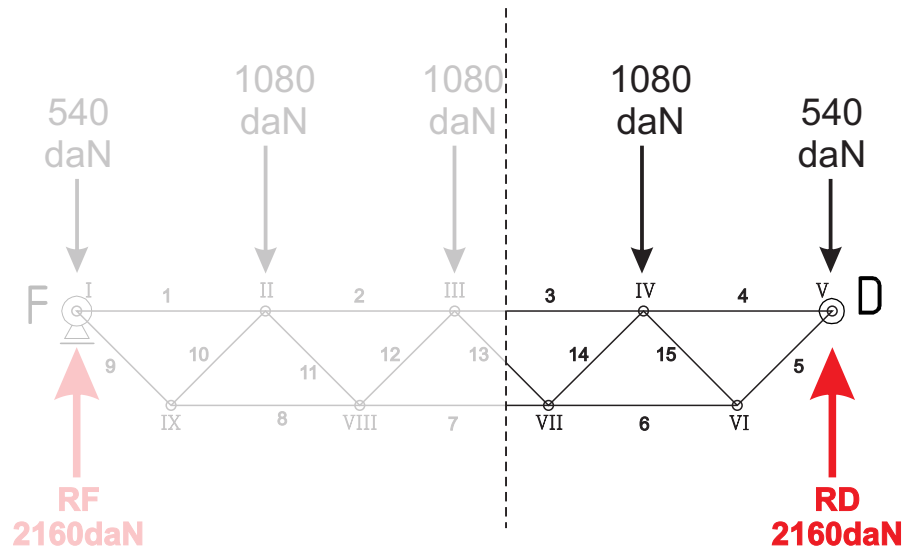 1080
daN
1080
daN
1080
daN
540
daN
540
daN
I
II
III
IV
V
F
D
1
2
3
4
9
10
11
12
13
14
15
5
IX
8
VIII
7
VII
6
VI
RF
2160daN
RD
2160daN